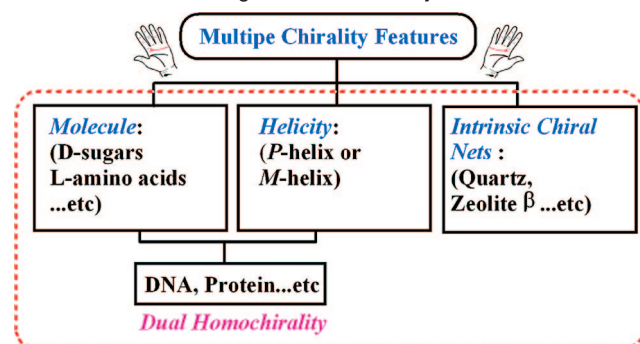 Multipe Chirality Features
Molecule:
(D-sugars
L-amino acids
...etc)
Helicity:
(P-helix or
M-helix)
Intrinsic Chiral
Nets :
(Quartz,
Zeolite β ...etc)
DNA, Protein...etc
Dual Homochirality